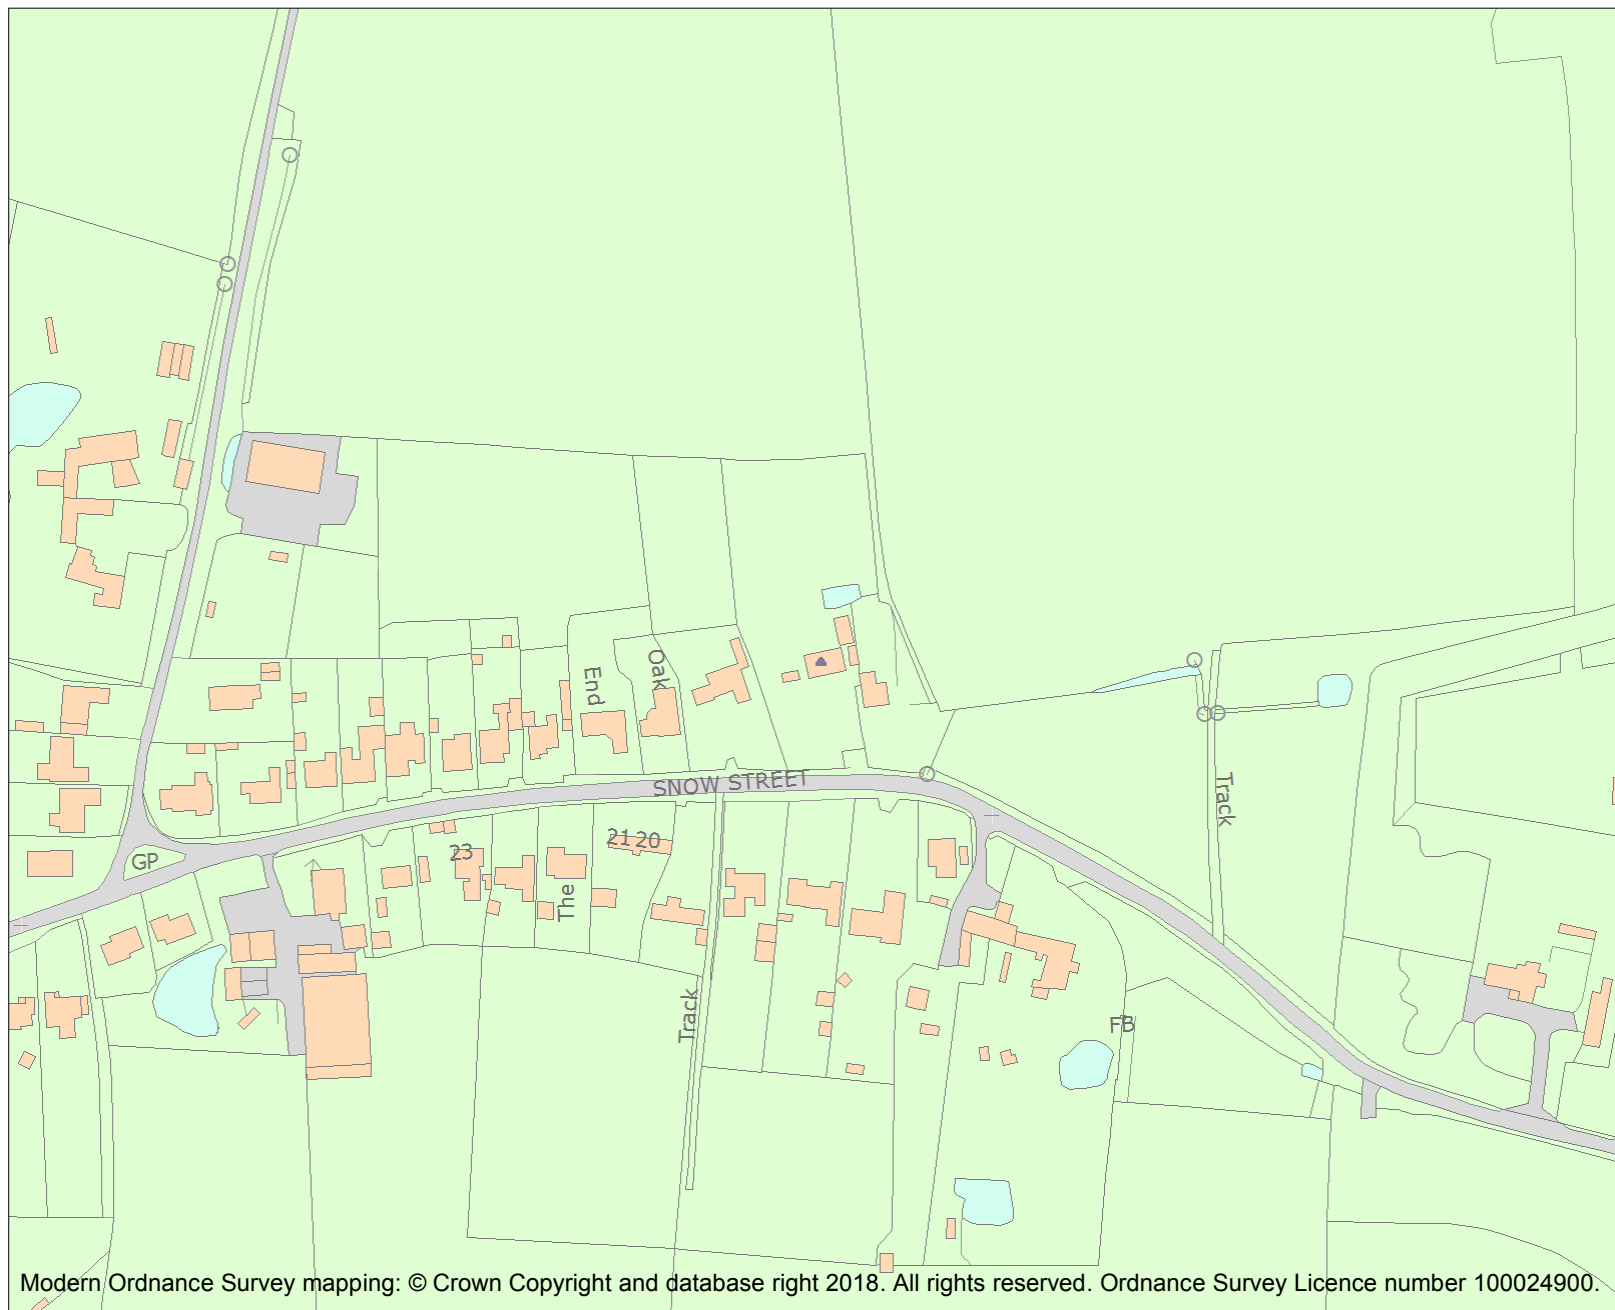 End
Oak
SNOW STREET
Track
GP
23
21 20
The
Track
FB
Modern Ordnance Survey mapping: © Crown Copyright and database right 2018. All rights reserved. Ordnance Survey Licence number 100024900.